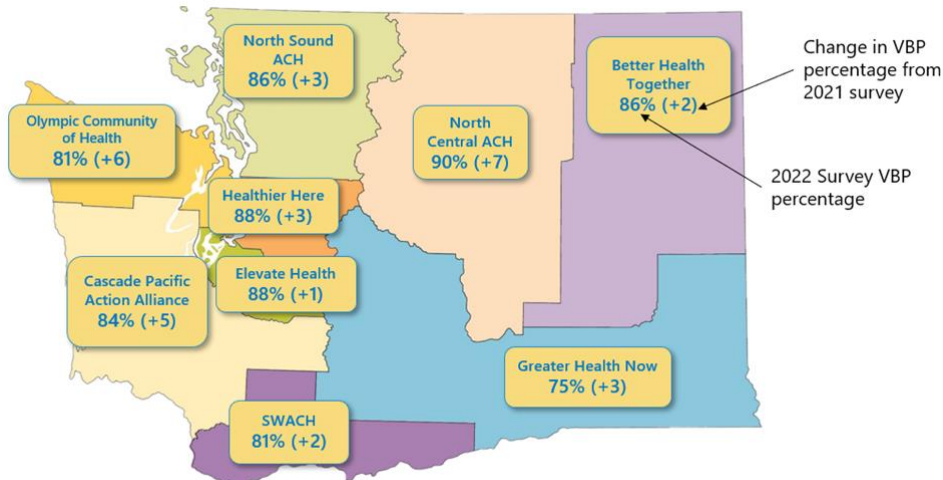 North Sound
ACH
86% (+3)
Better Health
Together
86% (+2)
Change in VBP
percentage from
2021 survey
Olympic Community
of Health
81% (+6)
North
Central ACH
90% (+7)
2022 Survey VBP
percentage
Healthier Here
88% (+3)
Cascade Pacific
Action Alliance
84% (+5)
Elevate Health
88% (+1)
Greater Health Now
75% (+3)
SWACH
81% (+2)